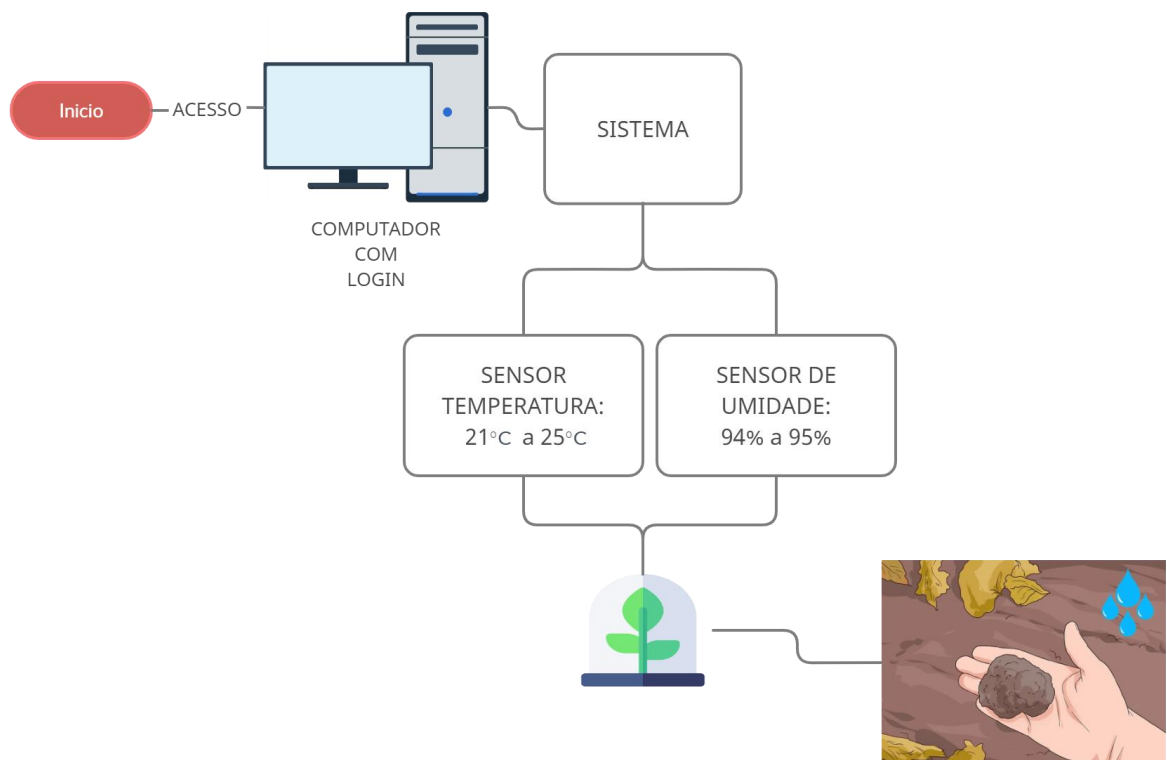 Inicio
ACESSO
COMPUTADOR
COM
LOGIN
SISTEMA
SENSOR
TEMPERATURA:
21°C a 25°C
SENSOR DE
UMIDADE:
94% a 95%